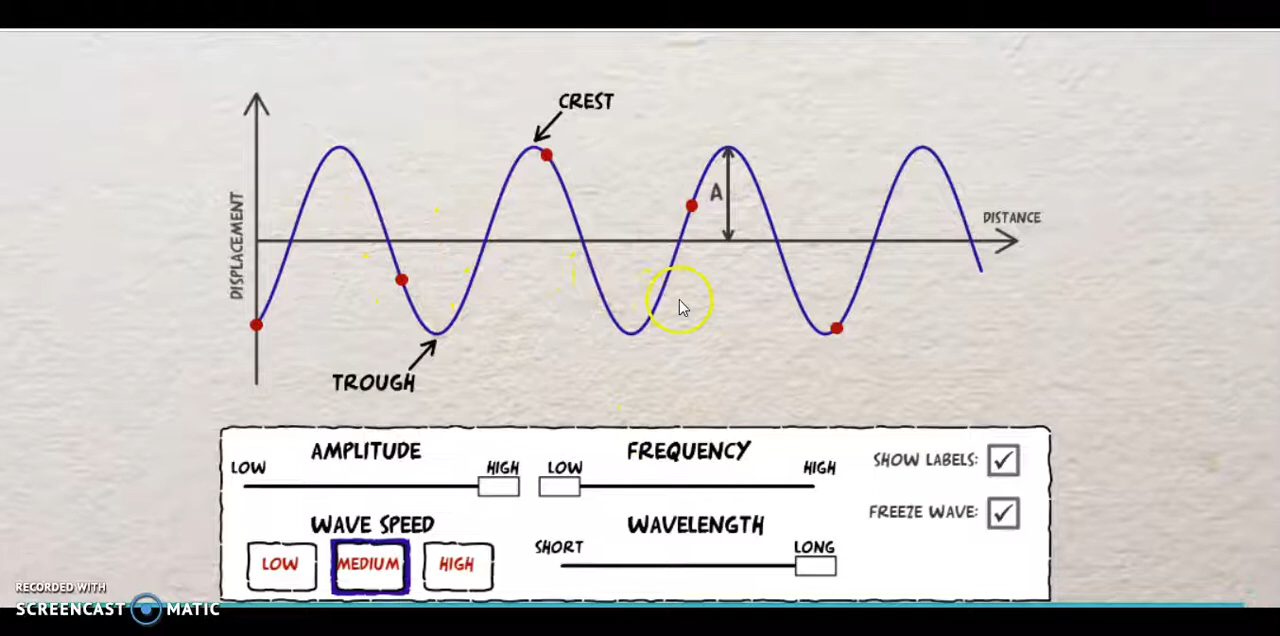 CREST
A
DISTANCE
DISPLACEMENT
TROUGH
AMPLITUDE
LOW HIGH
FREQUENCY
LOW HIGH
SHOW LABELS:
WAVE SPEED
LOW MEDIUM HIGH
WAVELENGTH
SHORT LONG
FREEZE WAVE:
RECORDED WITH
SCREENCAST MATIC